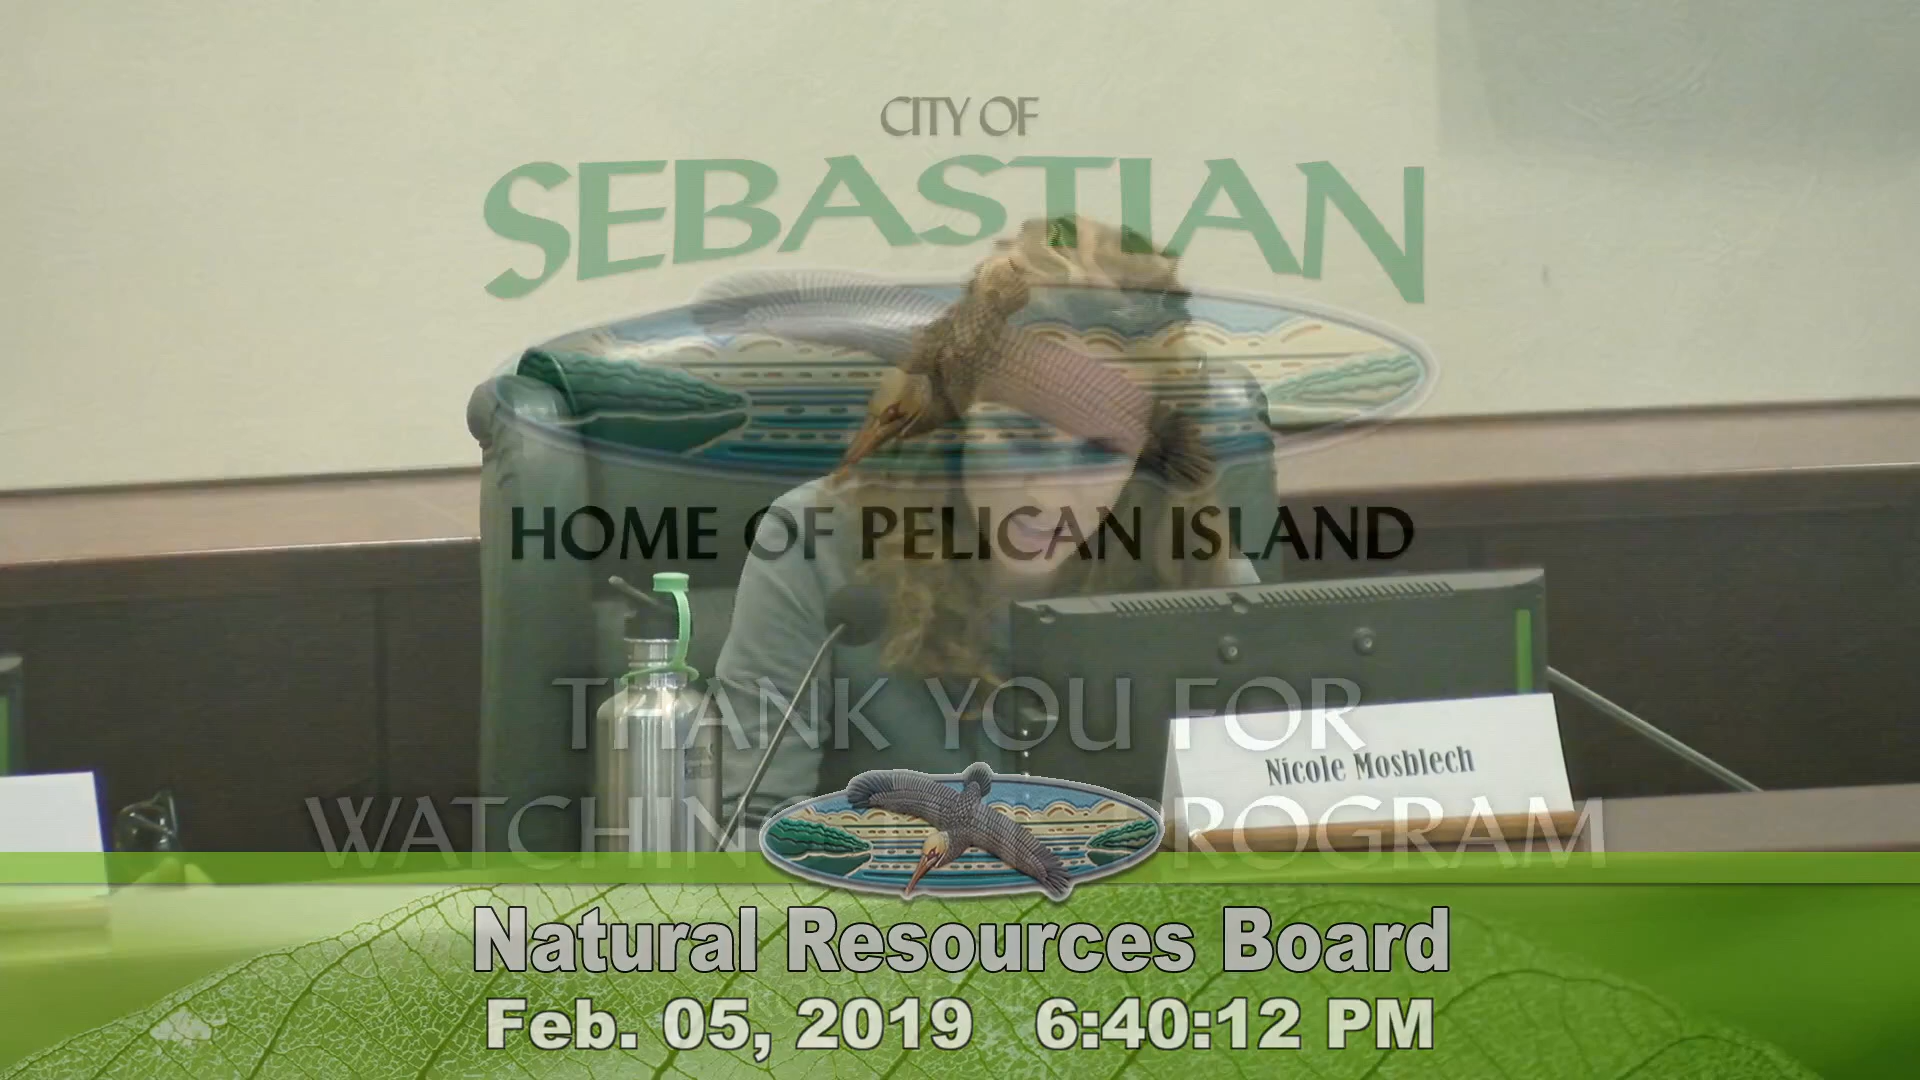 CITY OF
SEBASTIAN
HOME OF PELICAN ISLAND
THANK YOU FOR
WATCHING PROGRAM
Nicole Mosblech
Natural Resources Board
Feb. 05, 2019 6:40:12 PM